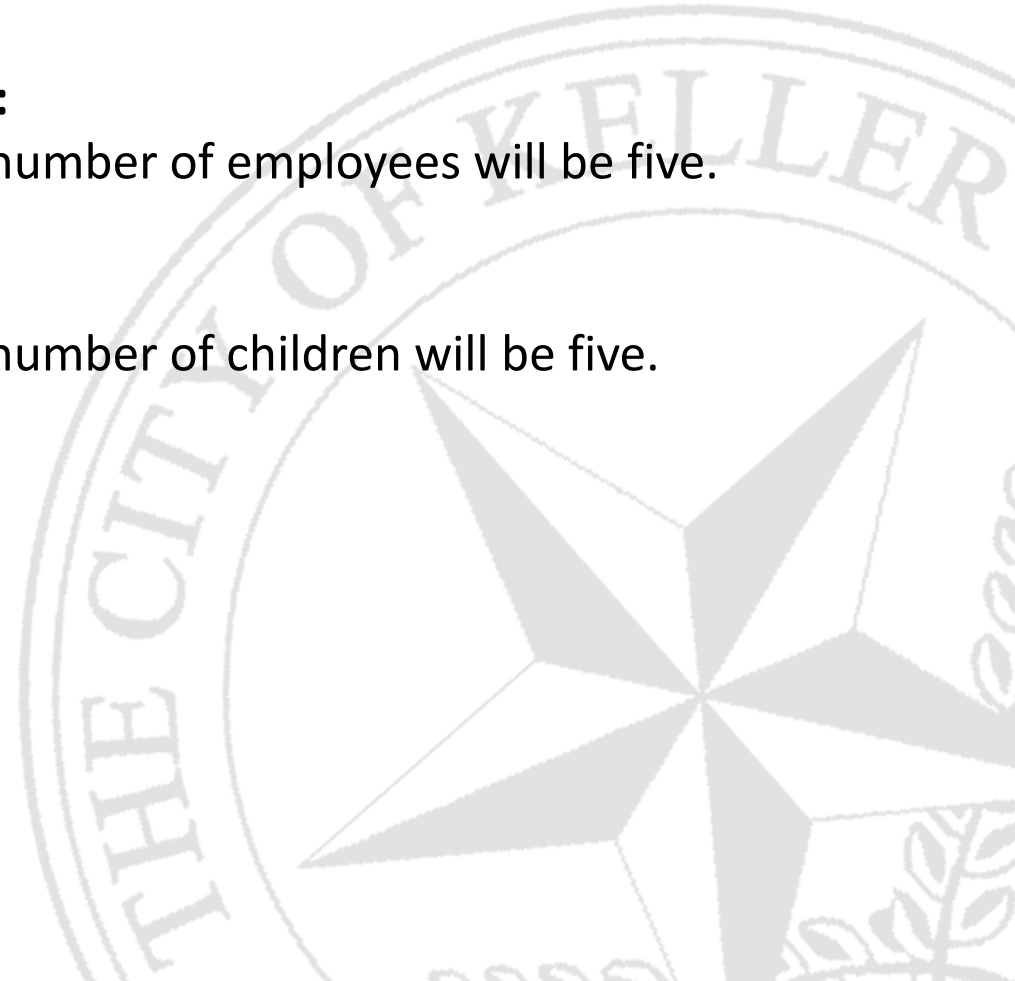 :
number of employees will be five.
number of children will be five.
THE CITY OF KELLER